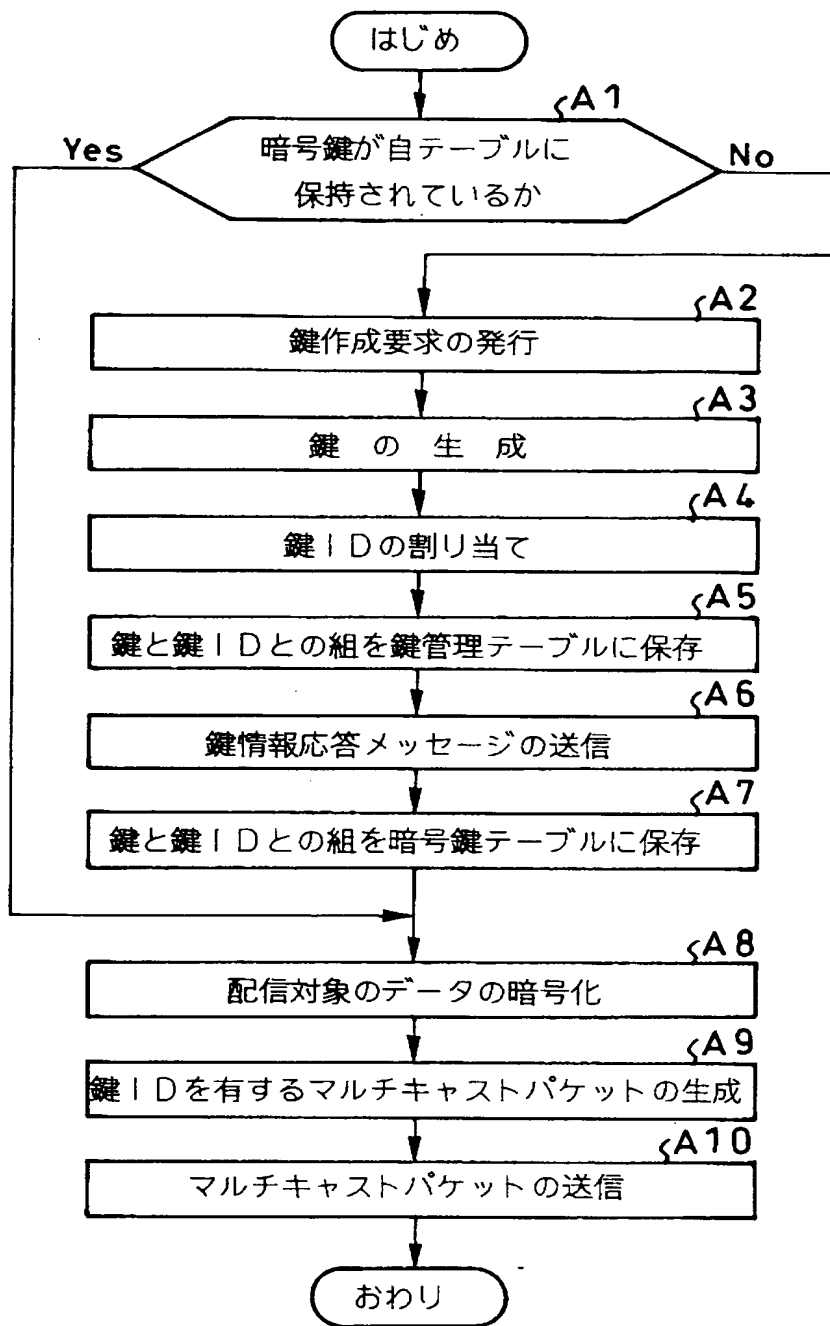 はじめ
A1
暗号鍵が自テーブルに
保持されているか
Yes
No
A2
鍵作成要求の発行
A3
鍵の生成
A4
鍵IDの割り当て
A5
鍵と鍵IDとの組を鍵管理テーブルに保存
A6
鍵情報応答メッセージの送信
A7
鍵と鍵IDとの組を暗号鍵テーブルに保存
A8
配信対象のデータの暗号化
A9
鍵IDを有するマルチキャストパケットの生成
A10
マルチキャストパケットの送信
おわり